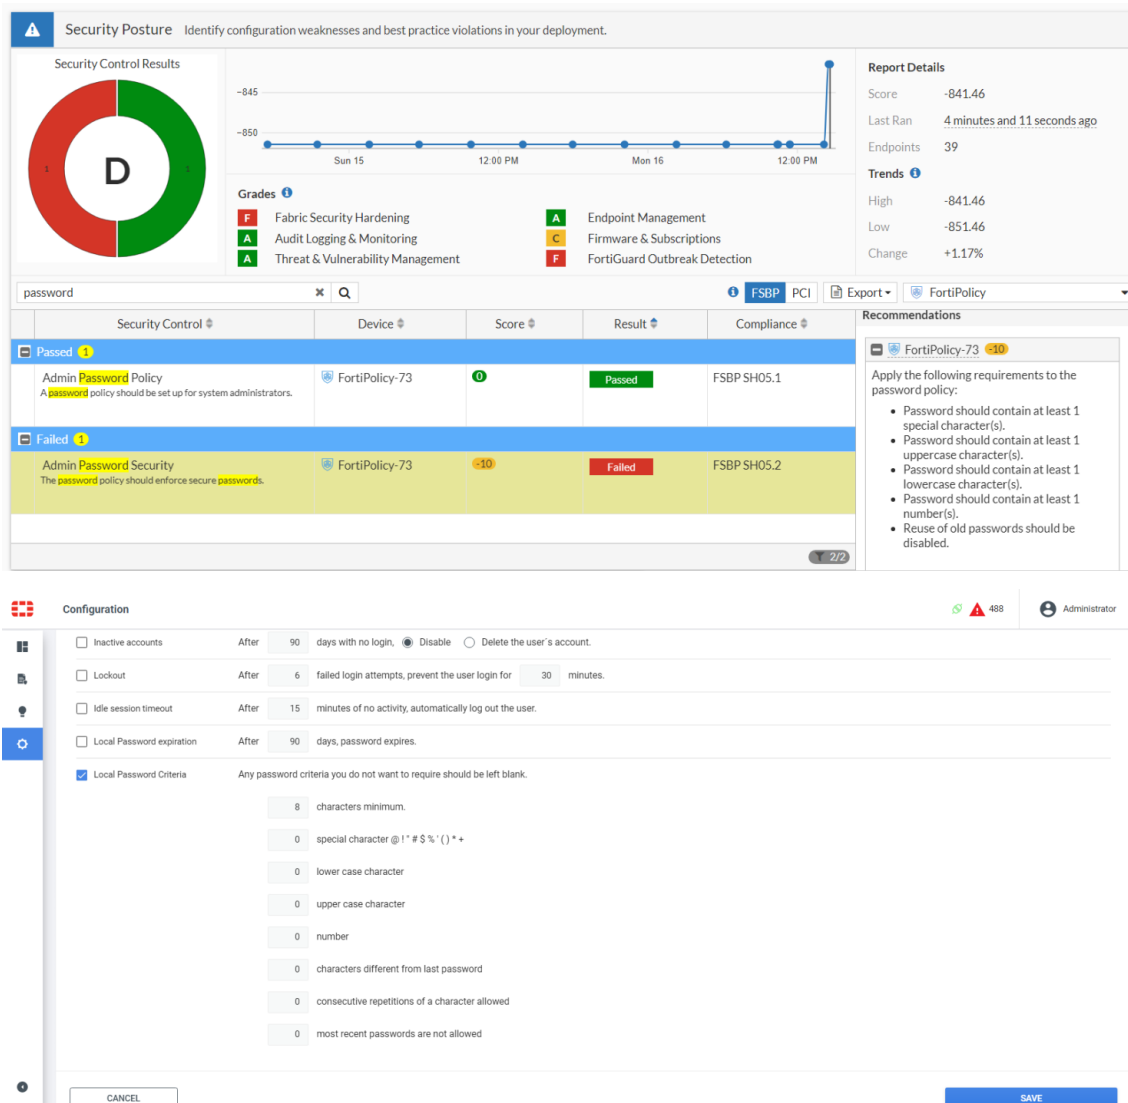 Security Posture Identify configuration weaknesses and best practice violations in your deployment.
Security Control Results
1
D
1
-845
-850
Sun 15
12:00 PM
Mon 16
12:00 PM
Grades
F Fabric Security Hardening
A Audit Logging & Monitoring
A Threat & Vulnerability Management
A Endpoint Management
C Firmware & Subscriptions
F FortiGuard Outbreak Detection
Report Details
Score -841.46
Last Ran 4 minutes and 11 seconds ago
Endpoints 39
Trends
High -841.46
Low -851.46
Change +1.17%
password
FSBP PCI Export FortiPolicy
Security Control Device Score Result Compliance
Passed 1
Admin Password Policy FortiPolicy-73 0 Passed FSBP SH05.1
A password policy should be set up for system administrators.
Failed 1
Admin Password Security FortiPolicy-73 -10 Failed FSBP SH05.2
The password policy should enforce secure passwords.
2/2
Recommendations
FortiPolicy-73 -10
Apply the following requirements to the
password policy:
• Password should contain at least 1
special character(s).
• Password should contain at least 1
uppercase character(s).
• Password should contain at least 1
lowercase character(s).
• Password should contain at least 1
number(s).
• Reuse of old passwords should be
disabled.
Configuration
488
Administrator
Inactive accounts After 90 days with no login, Disable Delete the user`s account.
Lockout After 6 failed login attempts, prevent the user login for 30 minutes.
Idle session timeout After 15 minutes of no activity, automatically log out the user.
Local Password expiration After 90 days, password expires.
Local Password Criteria Any password criteria you do not want to require should be left blank.
8 characters minimum.
0 special character @ ! " # $ % ' ( ) * +
0 lower case character
0 upper case character
0 number
0 characters different from last password
0 consecutive repetitions of a character allowed
0 most recent passwords are not allowed
CANCEL
SAVE